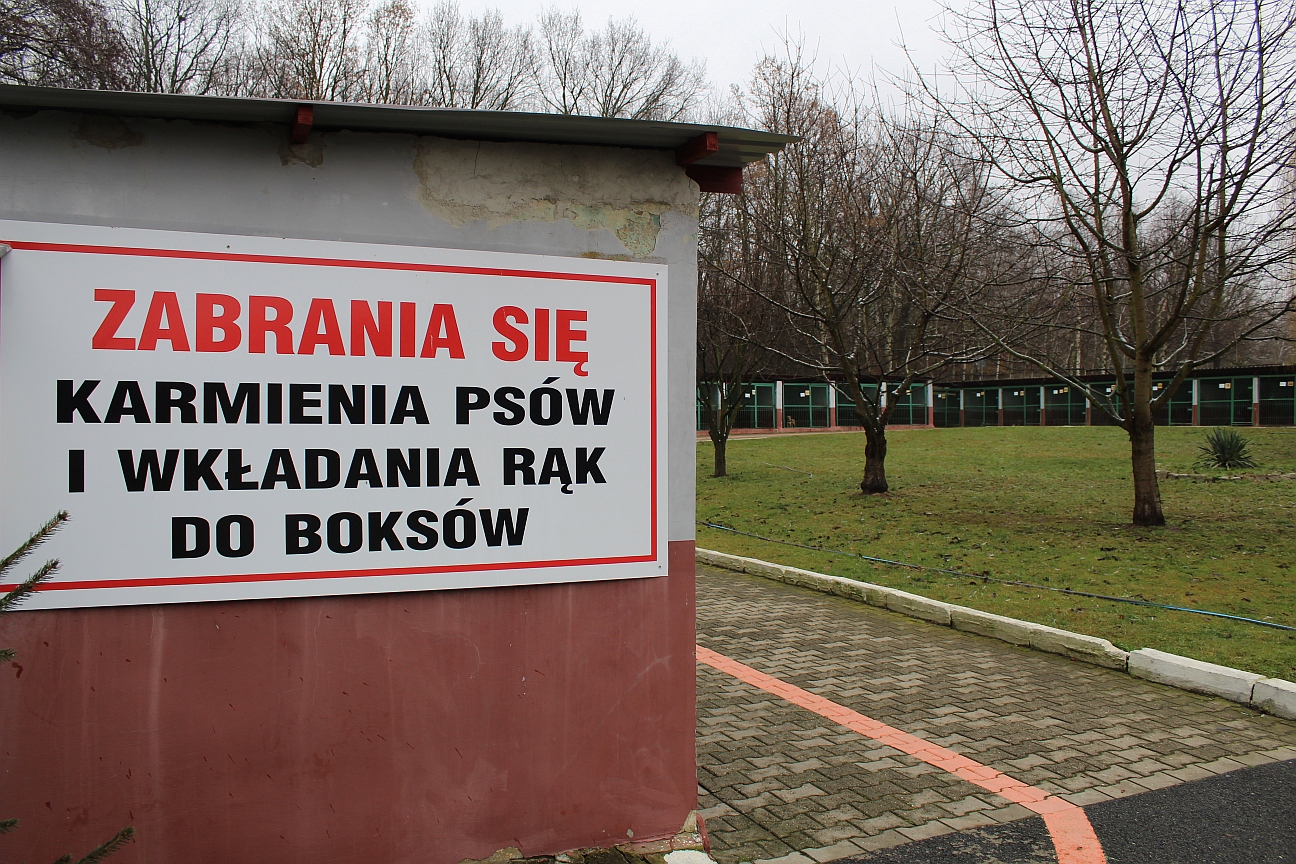 ZABRANIA SIĘ
KARMIENIA PSÓW
I WKŁADANIA RĄK
DO BOKSÓW